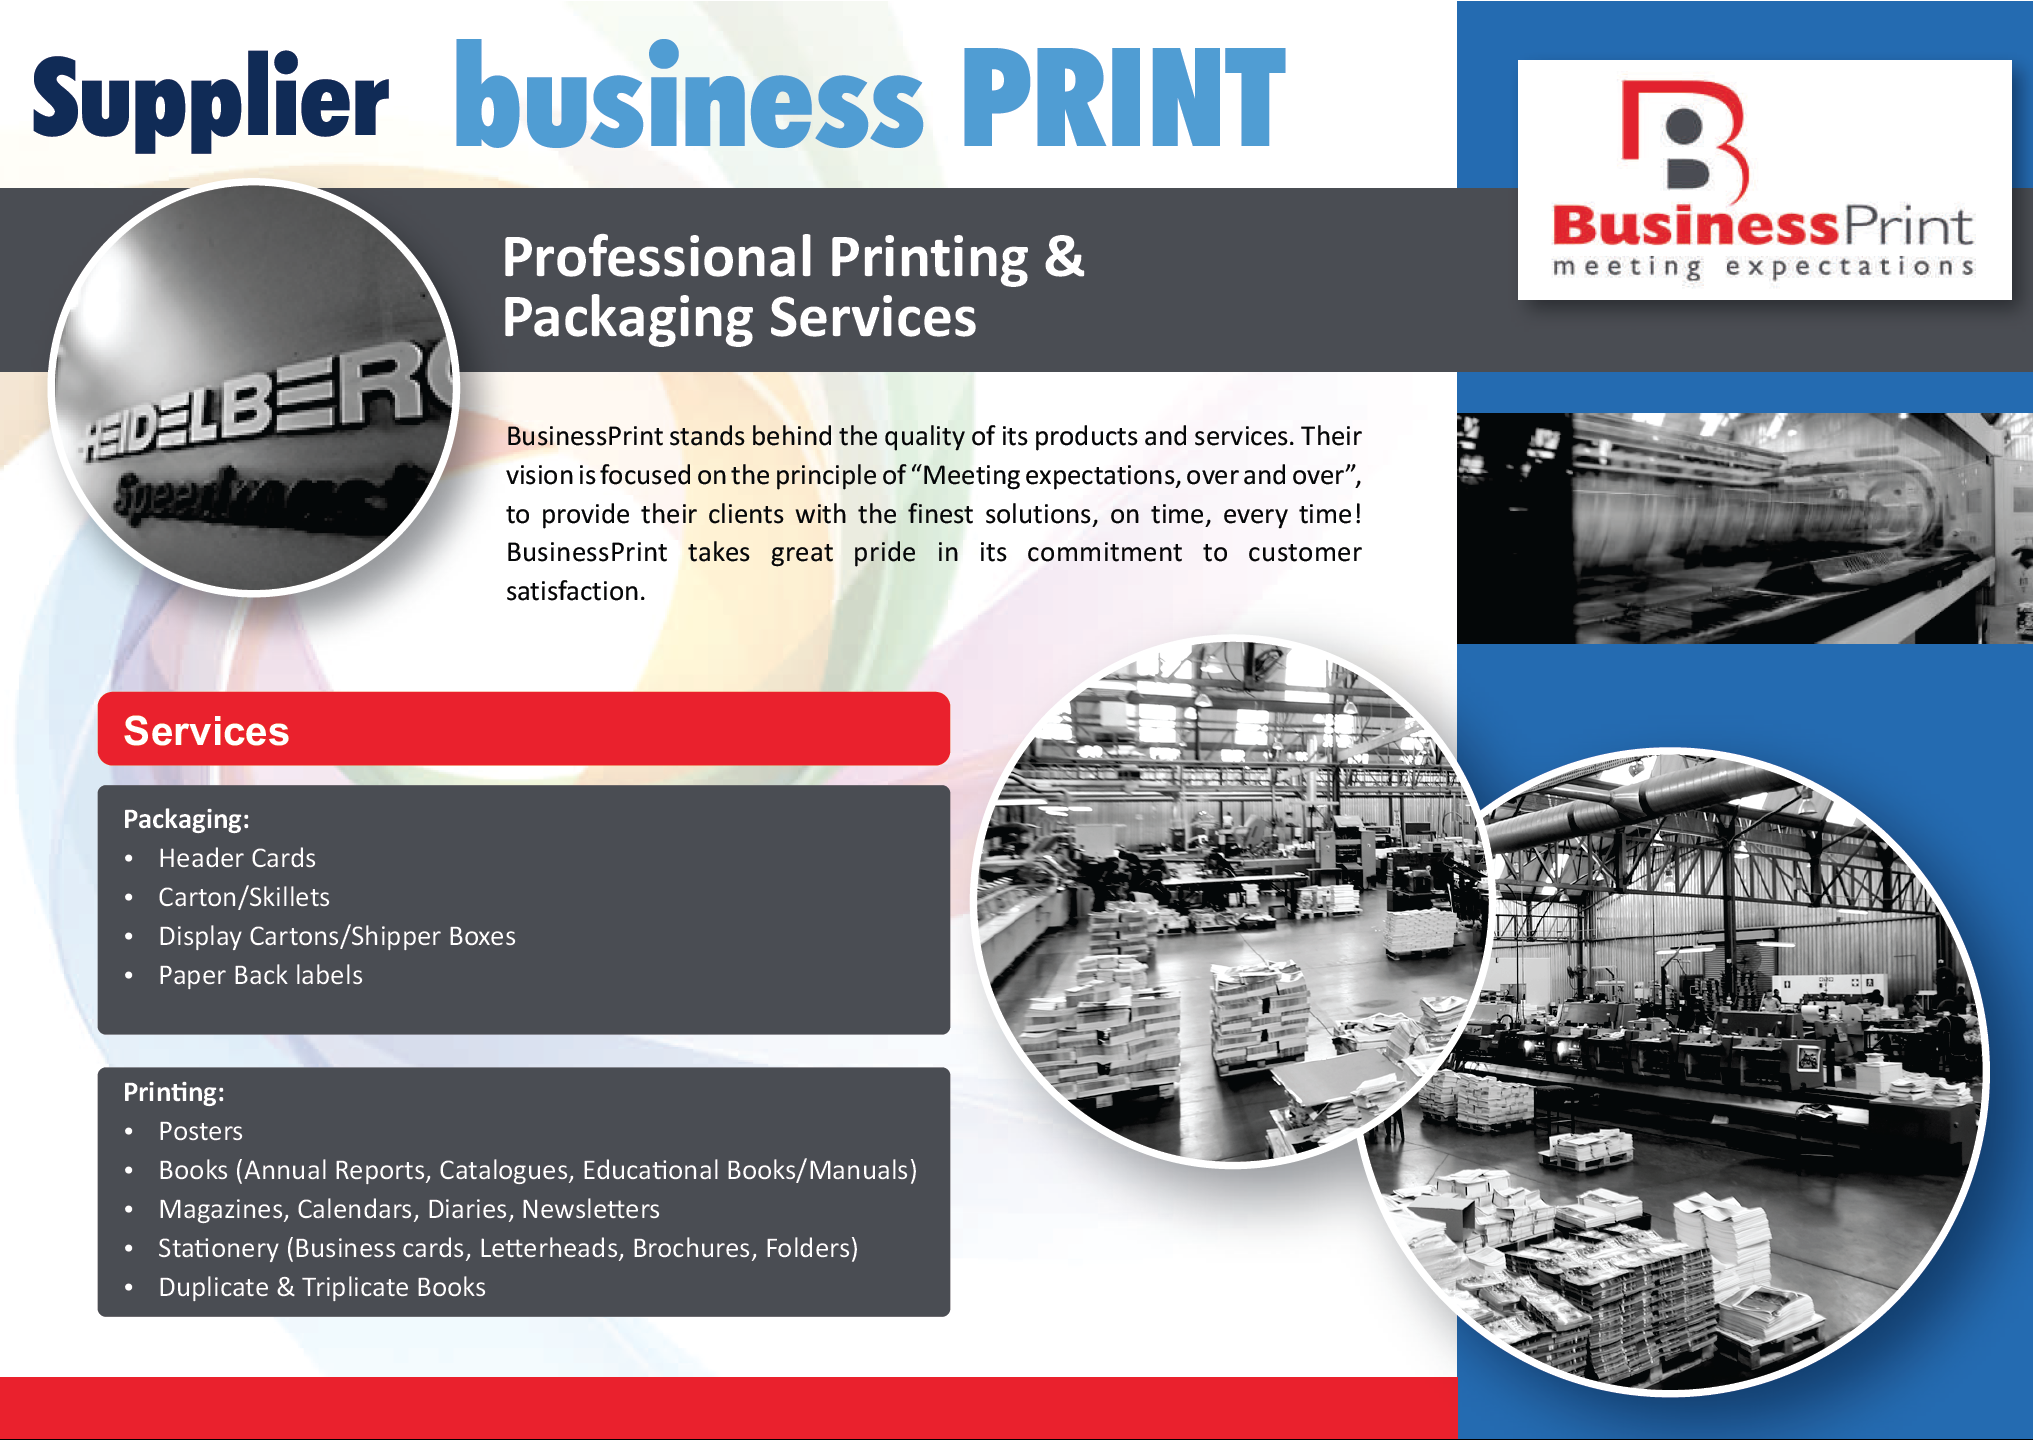 Supplier business PRINT
BusinessPrint
meeting expectations
Professional Printing &
Packaging Services
HEIDELBERG
Speedmaster
BusinessPrint stands behind the quality of its products and services. Their
vision is focused on the principle of “Meeting expectations, over and over”,
to provide their clients with the finest solutions, on time, every time!
BusinessPrint takes great pride in its commitment to customer
satisfaction.
Services
Packaging:
• Header Cards
• Carton/Skillets
• Display Cartons/Shipper Boxes
• Paper Back labels
Printing:
• Posters
• Books (Annual Reports, Catalogues, Educational Books/Manuals)
• Magazines, Calendars, Diaries, Newsletters
• Stationery (Business cards, Letterheads, Brochures, Folders)
• Duplicate & Triplicate Books